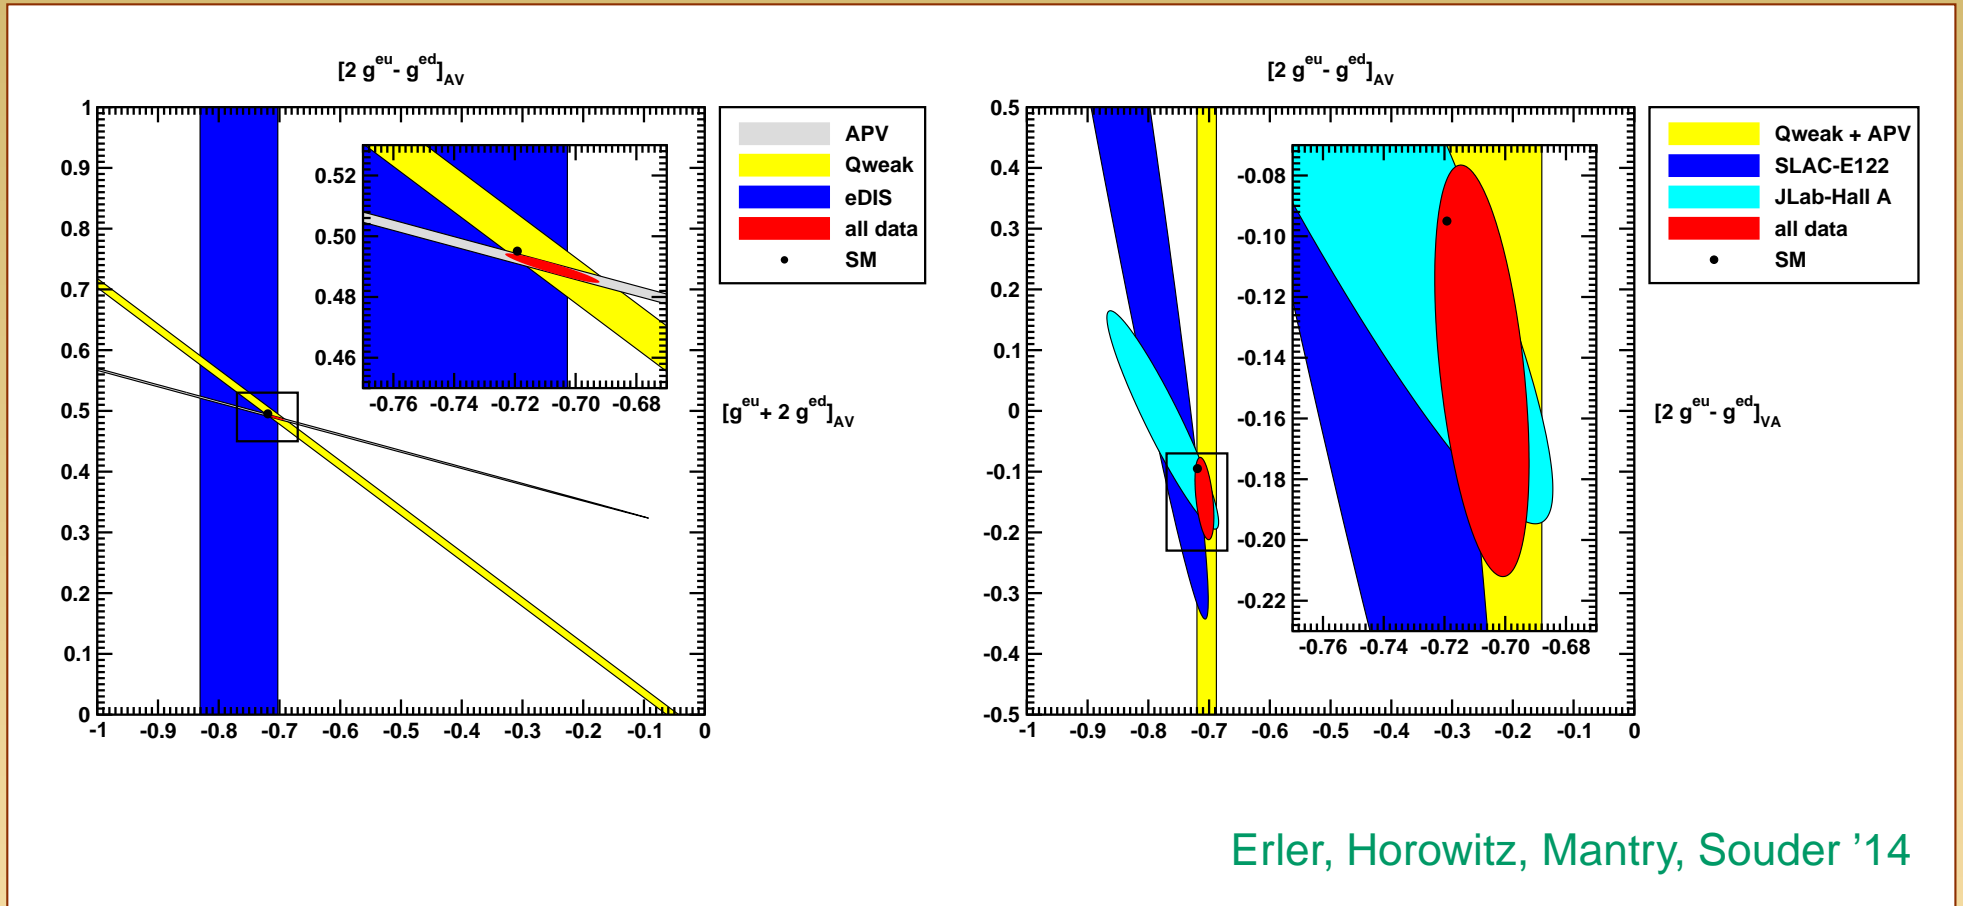 [2 g^eu - g^ed]_AV
1
0.9
0.8
0.7
0.6
0.5
0.4
0.3
0.2
0.1
0
-1 -0.9 -0.8 -0.7 -0.6 -0.5 -0.4 -0.3 -0.2 -0.1 0
0.52
0.50
0.48
0.46
-0.76 -0.74 -0.72 -0.70 -0.68
APV
Qweak
eDIS
all data
SM
[g^eu + 2 g^ed]_AV
[2 g^eu - g^ed]_AV
0.5
0.4
0.3
0.2
0.1
0
-0.1
-0.2
-0.3
-0.4
-0.5
-1 -0.9 -0.8 -0.7 -0.6 -0.5 -0.4 -0.3 -0.2 -0.1 0
-0.08
-0.10
-0.12
-0.14
-0.16
-0.18
-0.20
-0.22
-0.76 -0.74 -0.72 -0.70 -0.68
Qweak + APV
SLAC-E122
JLab-Hall A
all data
SM
[2 g^eu - g^ed]_VA
Erler, Horowitz, Mantry, Souder ’14